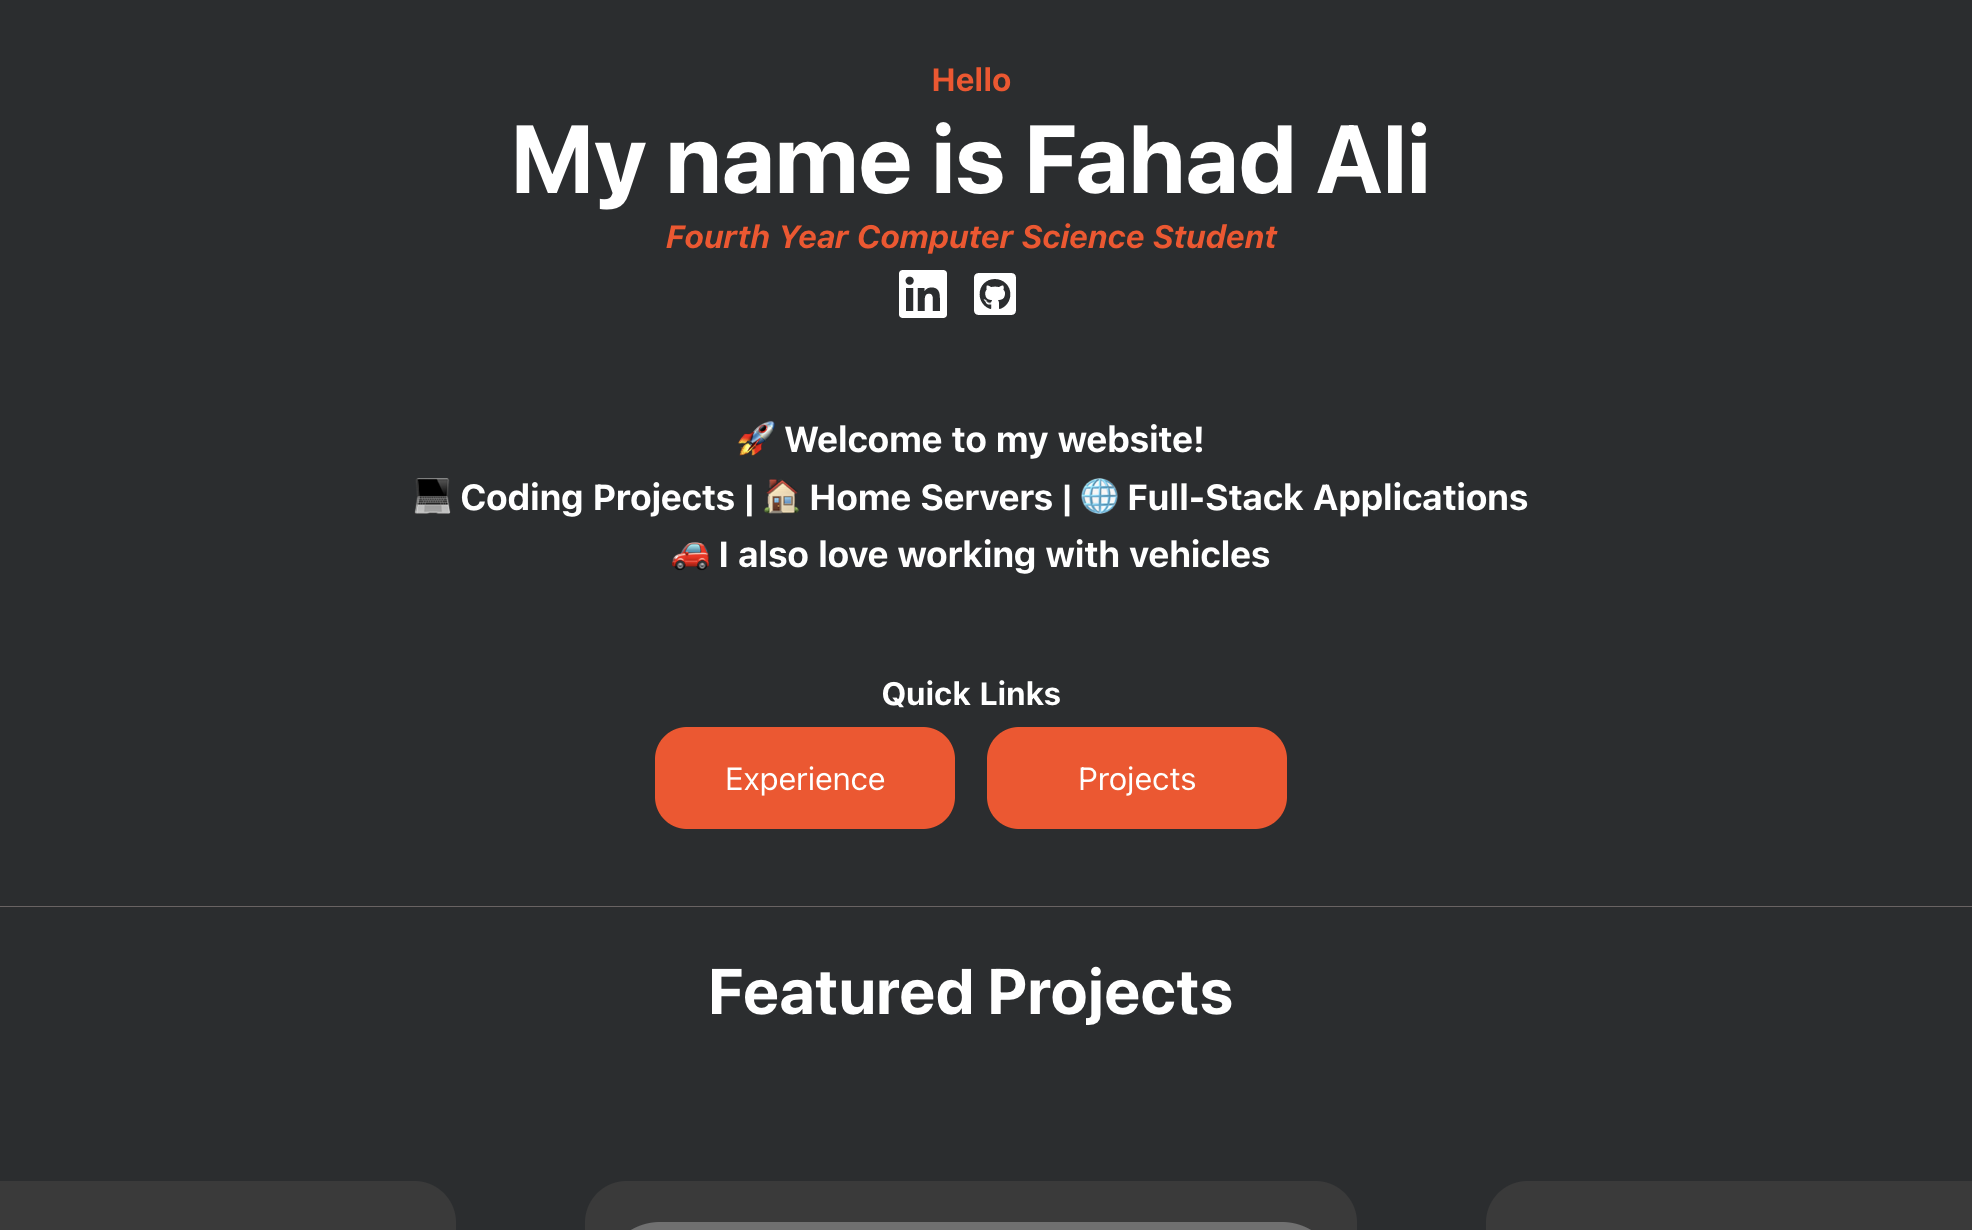 Hello
My name is Fahad Ali
Fourth Year Computer Science Student
in
🚀 Welcome to my website!
💻 Coding Projects | 🏠 Home Servers | 🌐 Full-Stack Applications
🚗 I also love working with vehicles
Quick Links
Experience Projects
Featured Projects